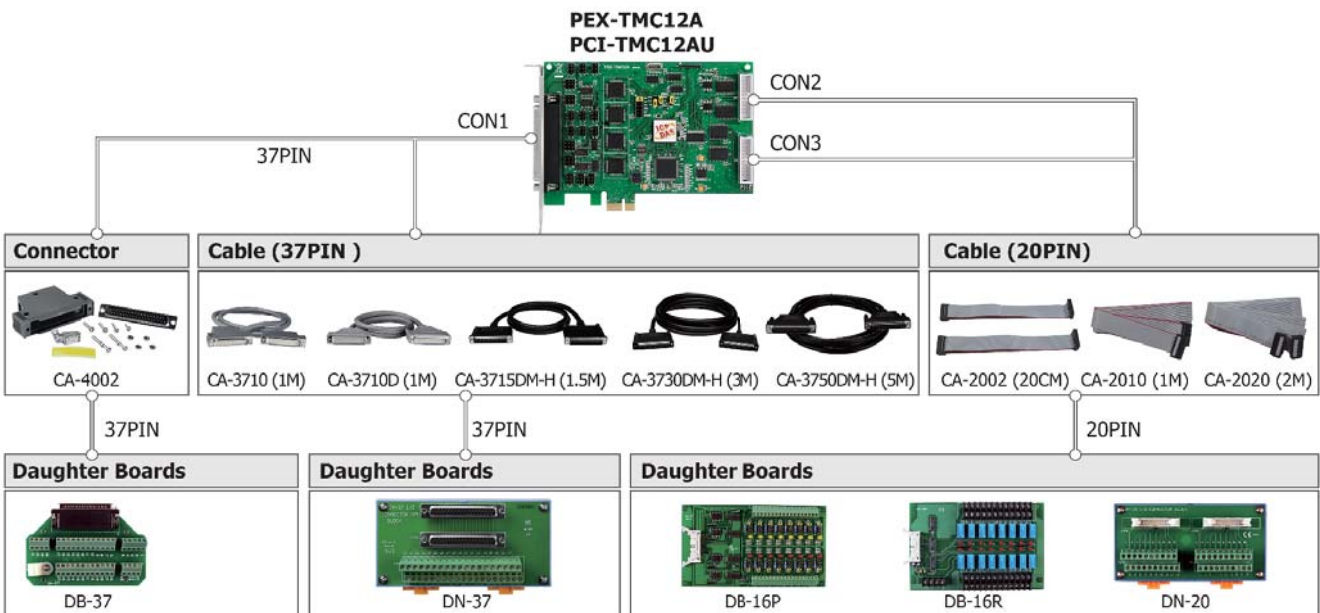 PEX-TMC12A
PCI-TMC12AU
CON2
CON1
CON3
37PIN
Connector
Cable (37PIN )
Cable (20PIN)
CA-4002
CA-3710 (1M)
CA-3710D (1M)
CA-3715DM-H (1.5M)
CA-3730DM-H (3M)
CA-3750DM-H (5M)
CA-2002 (20CM)
CA-2010 (1M)
CA-2020 (2M)
37PIN
37PIN
20PIN
Daughter Boards
Daughter Boards
Daughter Boards
DB-37
DN-37
DB-16P
DB-16R
DN-20